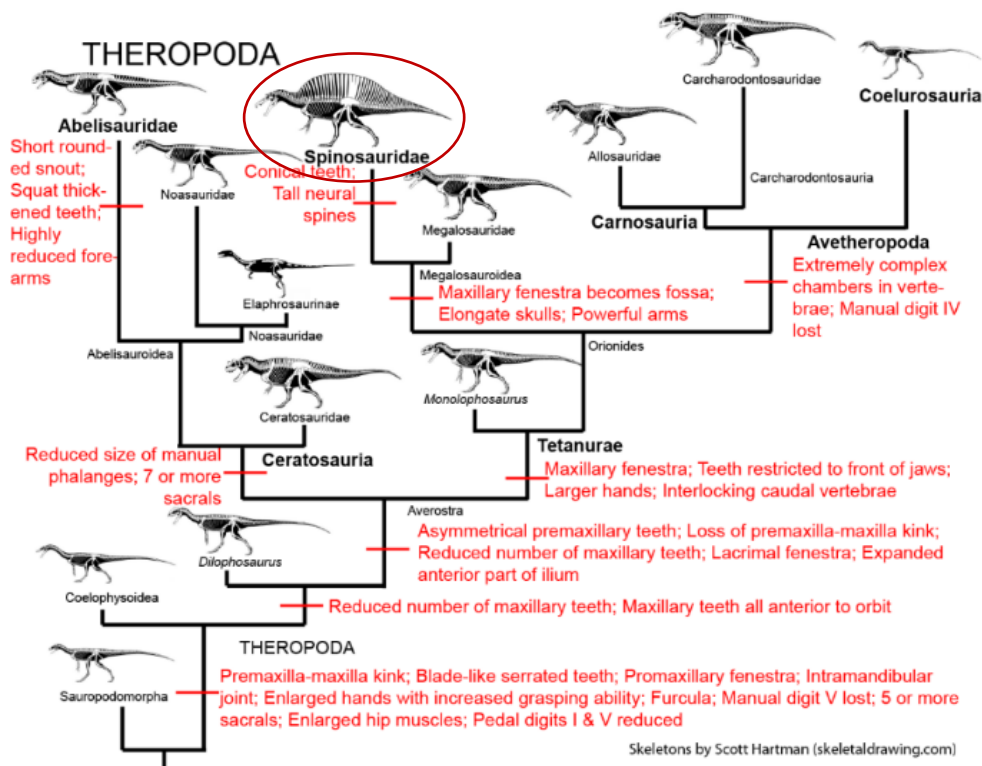 THEROPODA
Carcharodontosauridae
Coelurosauria
Abelisauridae
Short round-
ed snout;
Squat thick-
ened teeth;
Highly
reduced fore-
arms
Noasauridae
Spinosauridae
Conical teeth;
Tall neural
spines
Allosauridae
Carcharodontosauria
Megalosauridae
Carnosauria
Avetheropoda
Extremely complex
chambers in verte-
brae; Manual digit IV
lost
Megalosauroidea
Maxillary fenestra becomes fossa;
Elongate skulls; Powerful arms
Elaphrosaurinae
Noasauridae
Abelisauroidea
Orionides
Monolophosaurus
Ceratosauridae
Tetanurae
Ceratosauria
Reduced size of manual
phalanges; 7 or more
sacrals
Maxillary fenestra; Teeth restricted to front of jaws;
Larger hands; Interlocking caudal vertebrae
Averostra
Asymmetrical premaxillary teeth; Loss of premaxilla-maxilla kink;
Reduced number of maxillary teeth; Lacrimal fenestra; Expanded
anterior part of ilium
Dilophosaurus
Coelophysoidea
Reduced number of maxillary teeth; Maxillary teeth all anterior to orbit
THEROPODA
Premaxilla-maxilla kink; Blade-like serrated teeth; Promaxillary fenestra; Intramandibular
joint; Enlarged hands with increased grasping ability; Furcula; Manual digit V lost; 5 or more
sacrals; Enlarged hip muscles; Pedal digits I & V reduced
Sauropodomorpha
Skeletons by Scott Hartman (skeletaldrawing.com)